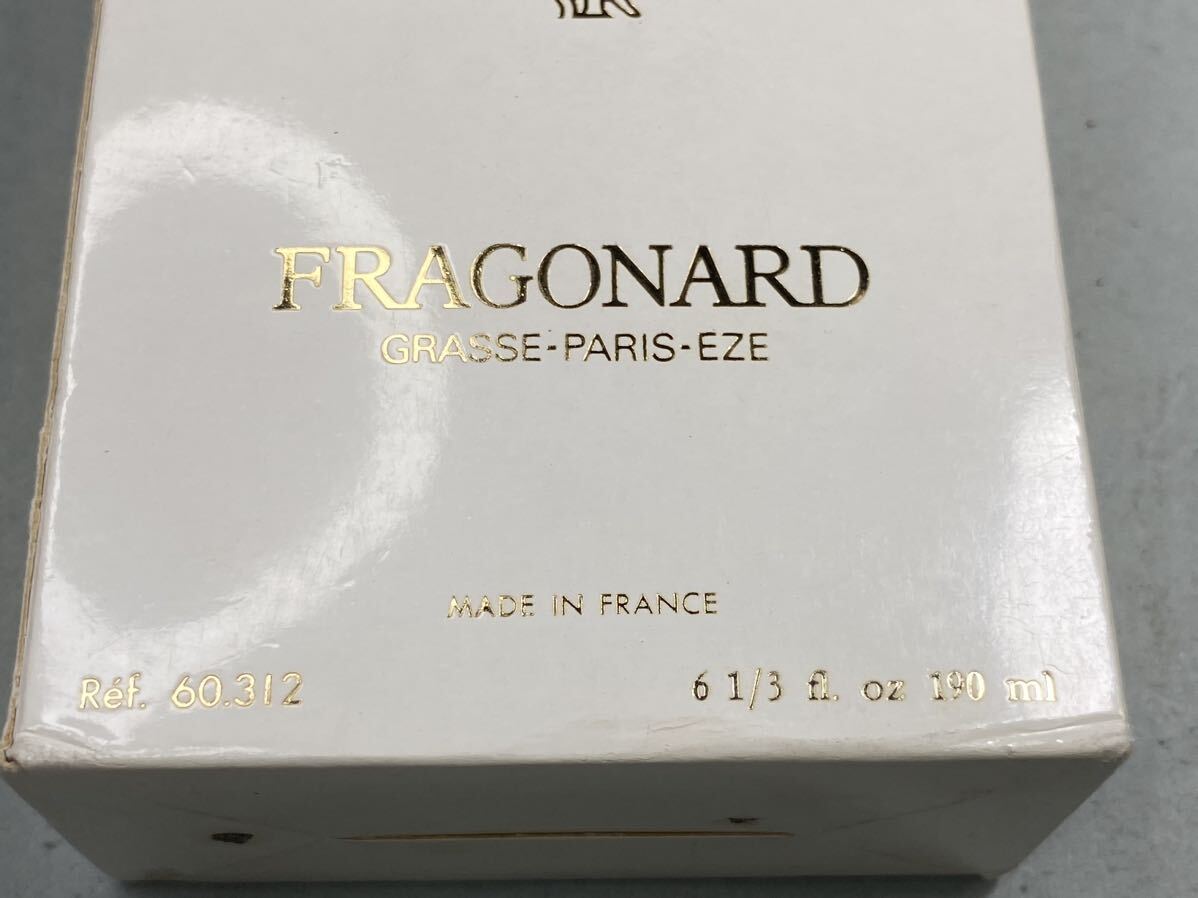 FRAGONARD
GRASSE-PARIS-EZE
MADE IN FRANCE
Réf. 60.312
6 1/3 fl. oz 190 ml